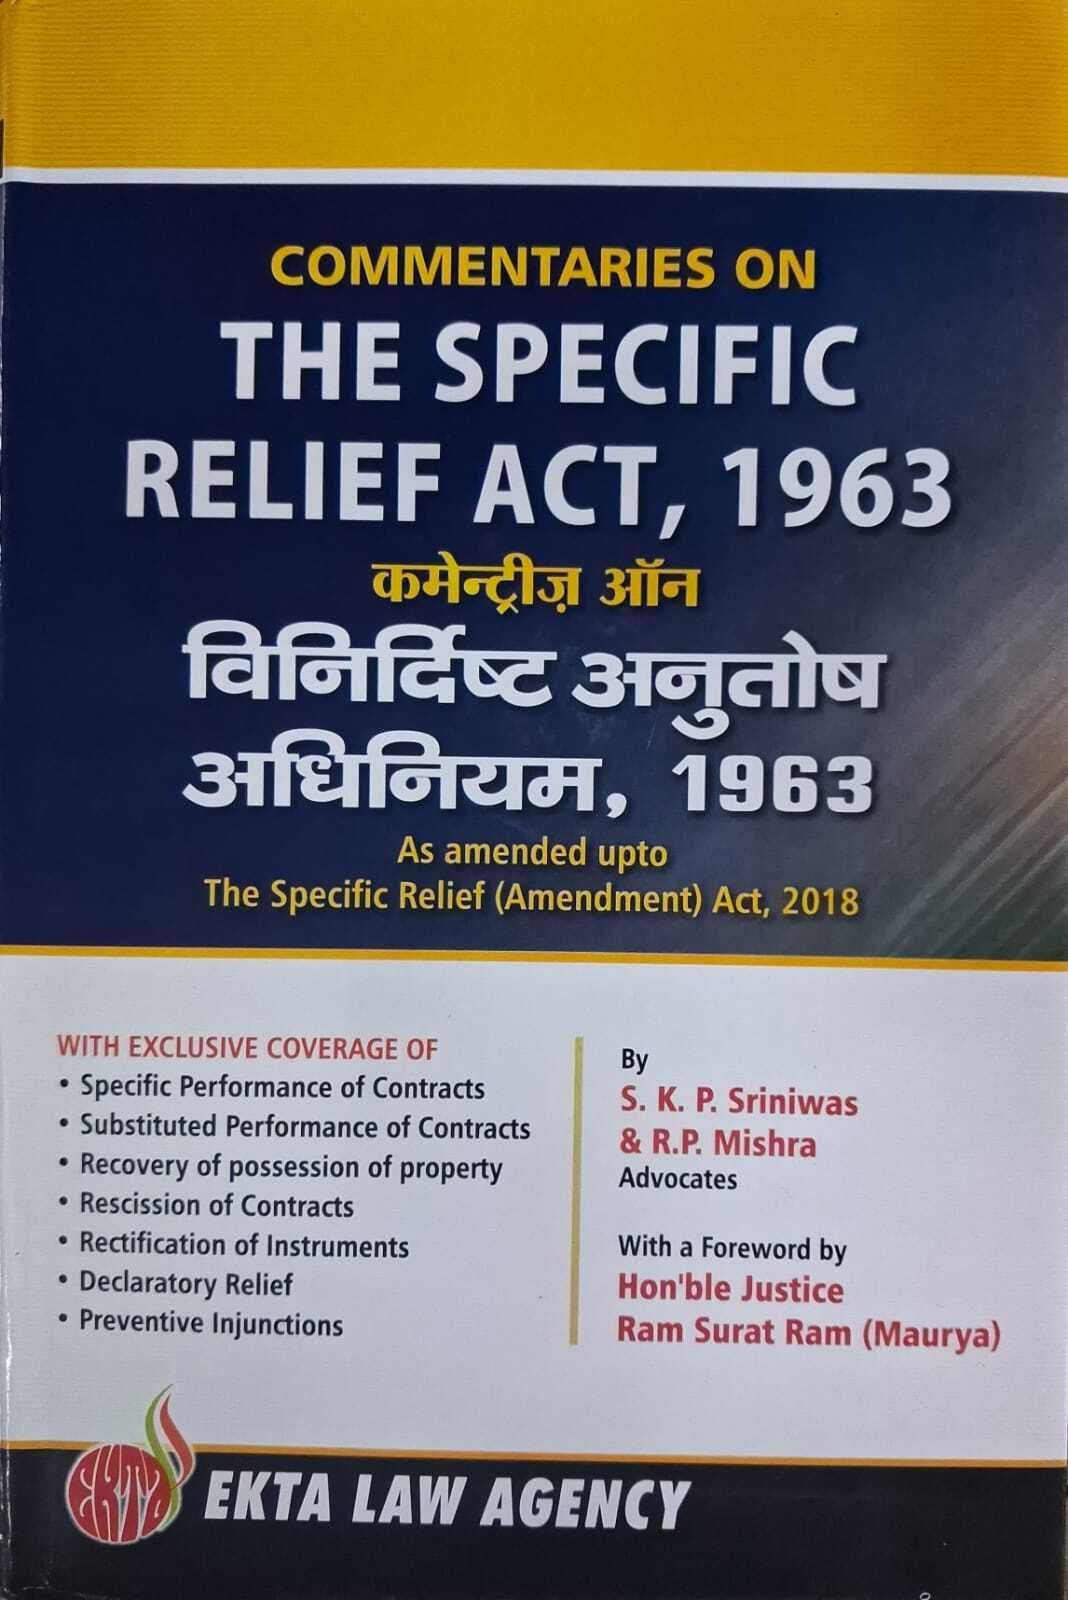 COMMENTARIES ON
THE SPECIFIC
RELIEF ACT, 1963
कमेन्ट्रीज़ ऑन
विनिर्दिष्ट अनुतोष
अधिनियम, 1963
As amended upto
The Specific Relief (Amendment) Act, 2018
WITH EXCLUSIVE COVERAGE OF
• Specific Performance of Contracts
• Substituted Performance of Contracts
• Recovery of possession of property
• Rescission of Contracts
• Rectification of Instruments
• Declaratory Relief
• Preventive Injunctions
By
S. K. P. Sriniwas
& R.P. Mishra
Advocates
With a Foreword by
Hon'ble Justice
Ram Surat Ram (Maurya)
EKTA
EKTA LAW AGENCY